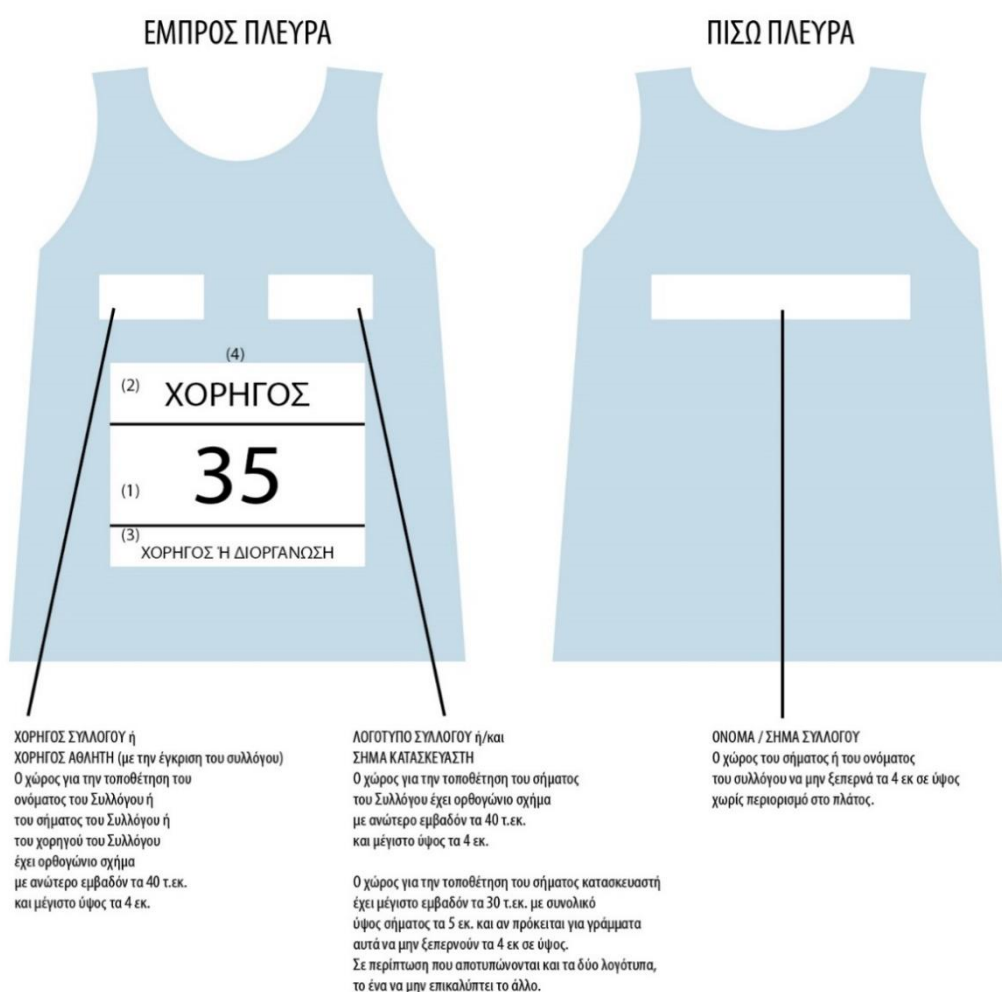 ΕΜΠΡΟΣ ΠΛΕΥΡΑ
ΠΙΣΩ ΠΛΕΥΡΑ
(4)
(2) ΧΟΡΗΓΟΣ
(1) 35
(3)
ΧΟΡΗΓΟΣ Ή ΔΙΟΡΓΑΝΩΣΗ
ΧΟΡΗΓΟΣ ΣΥΛΛΟΓΟΥ ή
ΧΟΡΗΓΟΣ ΑΘΛΗΤΗ (με την έγκριση του συλλόγου)
Ο χώρος για την τοποθέτηση του
ονόματος του Συλλόγου ή
του σήματος του Συλλόγου ή
του χορηγού του Συλλόγου
έχει ορθογώνιο σχήμα
με ανώτερο εμβαδόν τα 40 τ.εκ.
και μέγιστο ύψος τα 4 εκ.
ΛΟΓΟΤΥΠΟ ΣΥΛΛΟΓΟΥ ή/και
ΣΗΜΑ ΚΑΤΑΣΚΕΥΑΣΤΗ
Ο χώρος για την τοποθέτηση του σήματος
του Συλλόγου έχει ορθογώνιο σχήμα
με ανώτερο εμβαδόν τα 40 τ.εκ.
και μέγιστο ύψος τα 4 εκ.
Ο χώρος για την τοποθέτηση του σήματος κατασκευαστή
έχει μέγιστο εμβαδόν τα 30 τ.εκ. με συνολικό
ύψος σήματος τα 5 εκ. και αν πρόκειται για γράμματα
αυτά να μην ξεπερνούν τα 4 εκ σε ύψος.
Σε περίπτωση που αποτυπώνονται και τα δύο λογότυπα,
το ένα να μην επικαλύπτει το άλλο.
ΟΝΟΜΑ / ΣΗΜΑ ΣΥΛΛΟΓΟΥ
Ο χώρος του σήματος ή του ονόματος
του συλλόγου να μην ξεπερνά τα 4 εκ σε ύψος
χωρίς περιορισμό στο πλάτος.